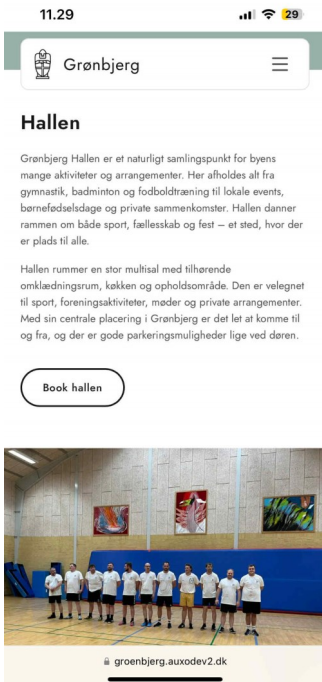 11.29
29
Grønbjerg
Hallen
Grønbjerg Hallen er et naturligt samlingspunkt for byens
mange aktiviteter og arrangementer. Her afholdes alt fra
gymnastik, badminton og fodboldtræning til lokale events,
børnefødselsdage og private sammenkomster. Hallen danner
rammen om både sport, fællesskab og fest – et sted, hvor der
er plads til alle.
Hallen rummer en stor multisal med tilhørende
omklædningsrum, køkken og opholdsområde. Den er velegnet
til sport, foreningsaktiviteter, møder og private arrangementer.
Med sin centrale placering i Grønbjerg er det let at komme til
og fra, og der er gode parkeringsmuligheder lige ved døren.
Book hallen
groenbjerg.auxodev2.dk